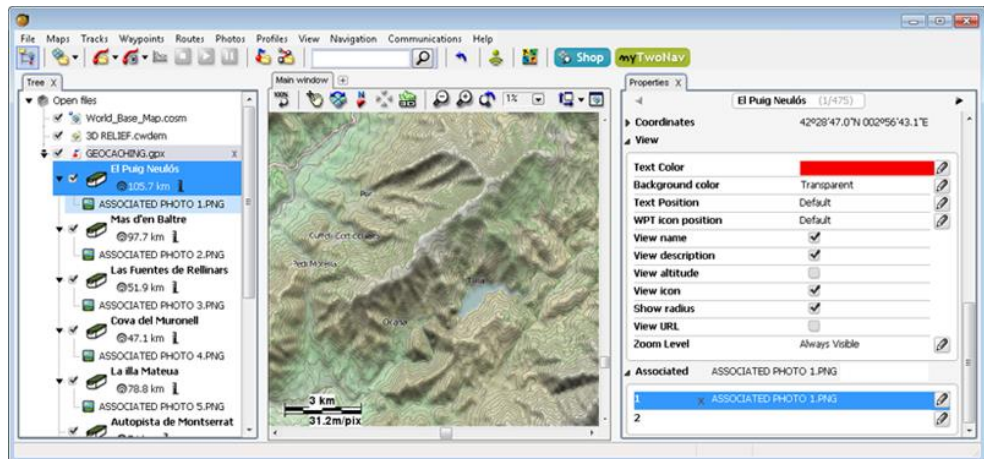 File Maps Tracks Waypoints Routes Photos Profiles View Navigation Communications Help
Shop
myTwoNav
Tree X
Open files
World_Base_Map.cosm
3D RELIEF.cwdem
GEOCACHING.gpx x
El Puig Neulós
105.7 km
ASSOCIATED PHOTO 1.PNG
Mas d'en Baltre
97.7 km
ASSOCIATED PHOTO 2.PNG
Las Fuentes de Rellinars
51.9 km
ASSOCIATED PHOTO 3.PNG
Cova del Muronell
47.1 km
ASSOCIATED PHOTO 4.PNG
La illa Mateua
78.8 km
ASSOCIATED PHOTO 5.PNG
Autopista de Montserrat
Main window
100%
1%
3 km
31.2m/pix
Properties X
El Puig Neulós (1/475)
Coordinates 42º28'47.0"N 002º56'43.1"E
View
Text Color
Background color Transparent
Text Position Default
WPT icon position Default
View name
View description
View altitude
View icon
Show radius
View URL
Zoom Level Always Visible
Associated ASSOCIATED PHOTO 1.PNG
1 x ASSOCIATED PHOTO 1.PNG
2